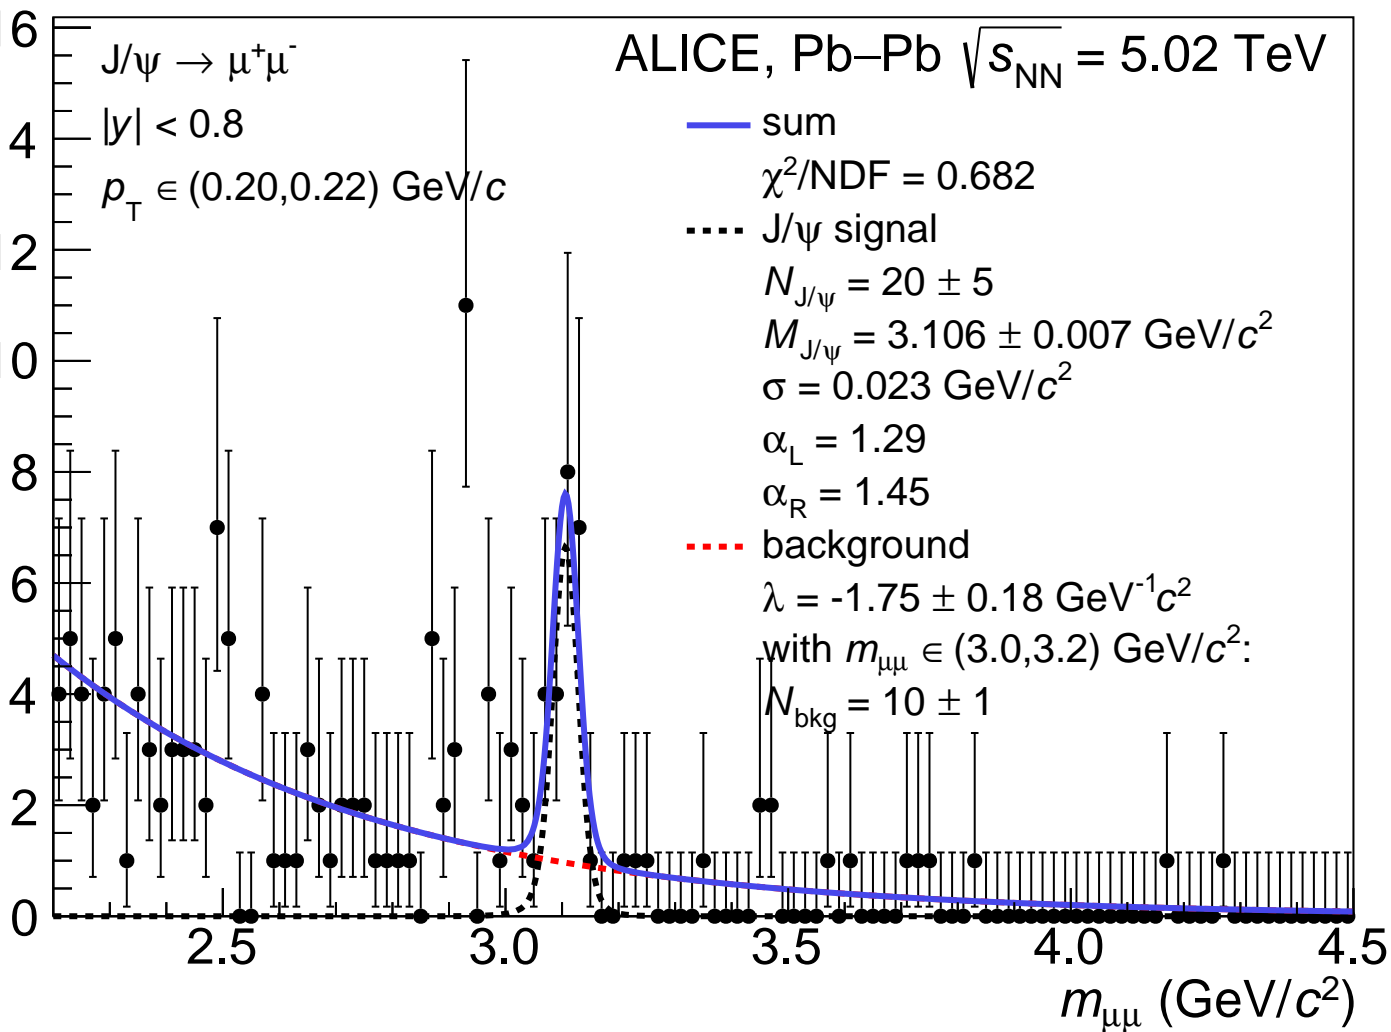 ALICE, Pb–Pb √s_NN = 5.02 TeV
J/ψ → μ⁺μ⁻
|y| < 0.8
p_T ∈ (0.20,0.22) GeV/c
sum
χ²/NDF = 0.682
J/ψ signal
N_J/ψ = 20 ± 5
M_J/ψ = 3.106 ± 0.007 GeV/c²
σ = 0.023 GeV/c²
α_L = 1.29
α_R = 1.45
background
λ = -1.75 ± 0.18 GeV⁻¹c²
with m_μμ ∈ (3.0,3.2) GeV/c²:
N_bkg = 10 ± 1
16
14
12
10
8
6
4
2
0
2.5 3.0 3.5 4.0 4.5
m_μμ (GeV/c²)